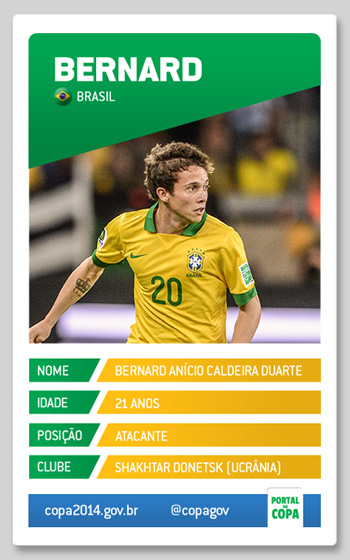 BERNARD
BRASIL
20
BRASIL
NOME BERNARD ANÍCIO CALDEIRA DUARTE
IDADE 21 ANOS
POSIÇÃO ATACANTE
CLUBE SHAKHTAR DONETSK (UCRÂNIA)
copa2014.gov.br @copagov
PORTAL
DA
COPA